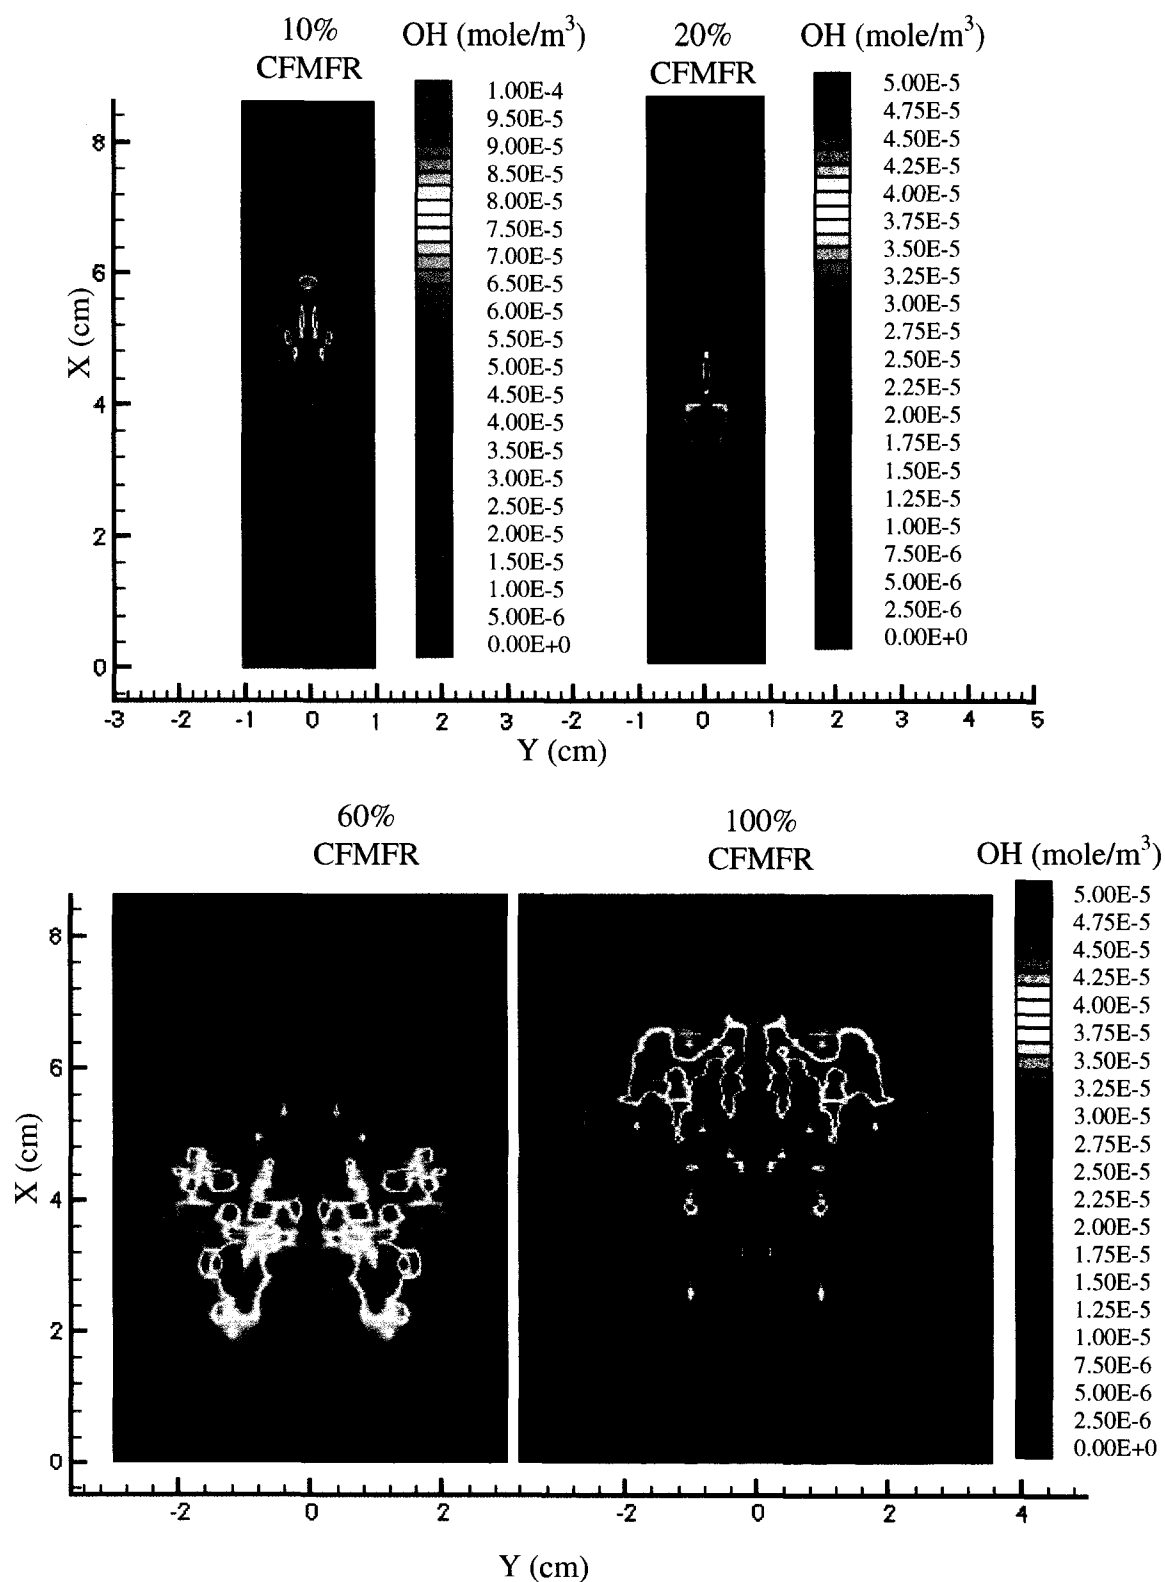 10%
CFMFR
OH (mole/m³)
20%
CFMFR
OH (mole/m³)
1.00E-4
9.50E-5
9.00E-5
8.50E-5
8.00E-5
7.50E-5
7.00E-5
6.50E-5
6.00E-5
5.50E-5
5.00E-5
4.50E-5
4.00E-5
3.50E-5
3.00E-5
2.50E-5
2.00E-5
1.50E-5
1.00E-5
5.00E-6
0.00E+0
5.00E-5
4.75E-5
4.50E-5
4.25E-5
4.00E-5
3.75E-5
3.50E-5
3.25E-5
3.00E-5
2.75E-5
2.50E-5
2.25E-5
2.00E-5
1.75E-5
1.50E-5
1.25E-5
1.00E-5
7.50E-6
5.00E-6
2.50E-6
0.00E+0
8
6
4
2
0
X (cm)
-3 -2 -1 0 1 2 3 -2 -1 0 1 2 3 4 5
Y (cm)
60%
CFMFR
100%
CFMFR
OH (mole/m³)
5.00E-5
4.75E-5
4.50E-5
4.25E-5
4.00E-5
3.75E-5
3.50E-5
3.25E-5
3.00E-5
2.75E-5
2.50E-5
2.25E-5
2.00E-5
1.75E-5
1.50E-5
1.25E-5
1.00E-5
7.50E-6
5.00E-6
2.50E-6
0.00E+0
8
6
4
2
0
X (cm)
-2 0 2 -2 0 2 4
Y (cm)